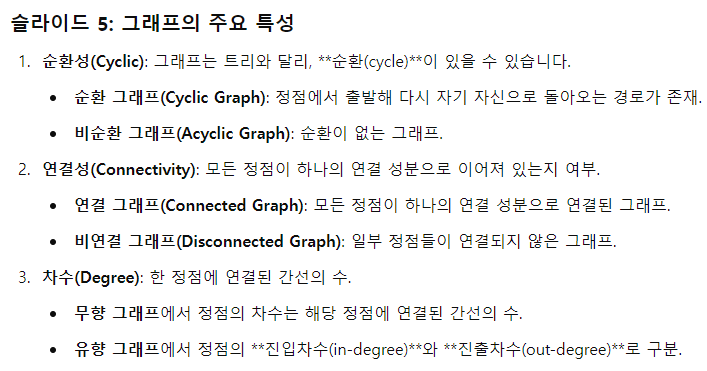 슬라이드 5: 그래프의 주요 특성
1. 순환성(Cyclic): 그래프는 트리와 달리, **순환(cycle)**이 있을 수 있습니다.
• 순환 그래프(Cyclic Graph): 정점에서 출발해 다시 자기 자신으로 돌아오는 경로가 존재.
• 비순환 그래프(Acyclic Graph): 순환이 없는 그래프.
2. 연결성(Connectivity): 모든 정점이 하나의 연결 성분으로 이어져 있는지 여부.
• 연결 그래프(Connected Graph): 모든 정점이 하나의 연결 성분으로 연결된 그래프.
• 비연결 그래프(Disconnected Graph): 일부 정점들이 연결되지 않은 그래프.
3. 차수(Degree): 한 정점에 연결된 간선의 수.
• 무향 그래프에서 정점의 차수는 해당 정점에 연결된 간선의 수.
• 유향 그래프에서 정점의 **진입차수(in-degree)**와 **진출차수(out-degree)**로 구분.